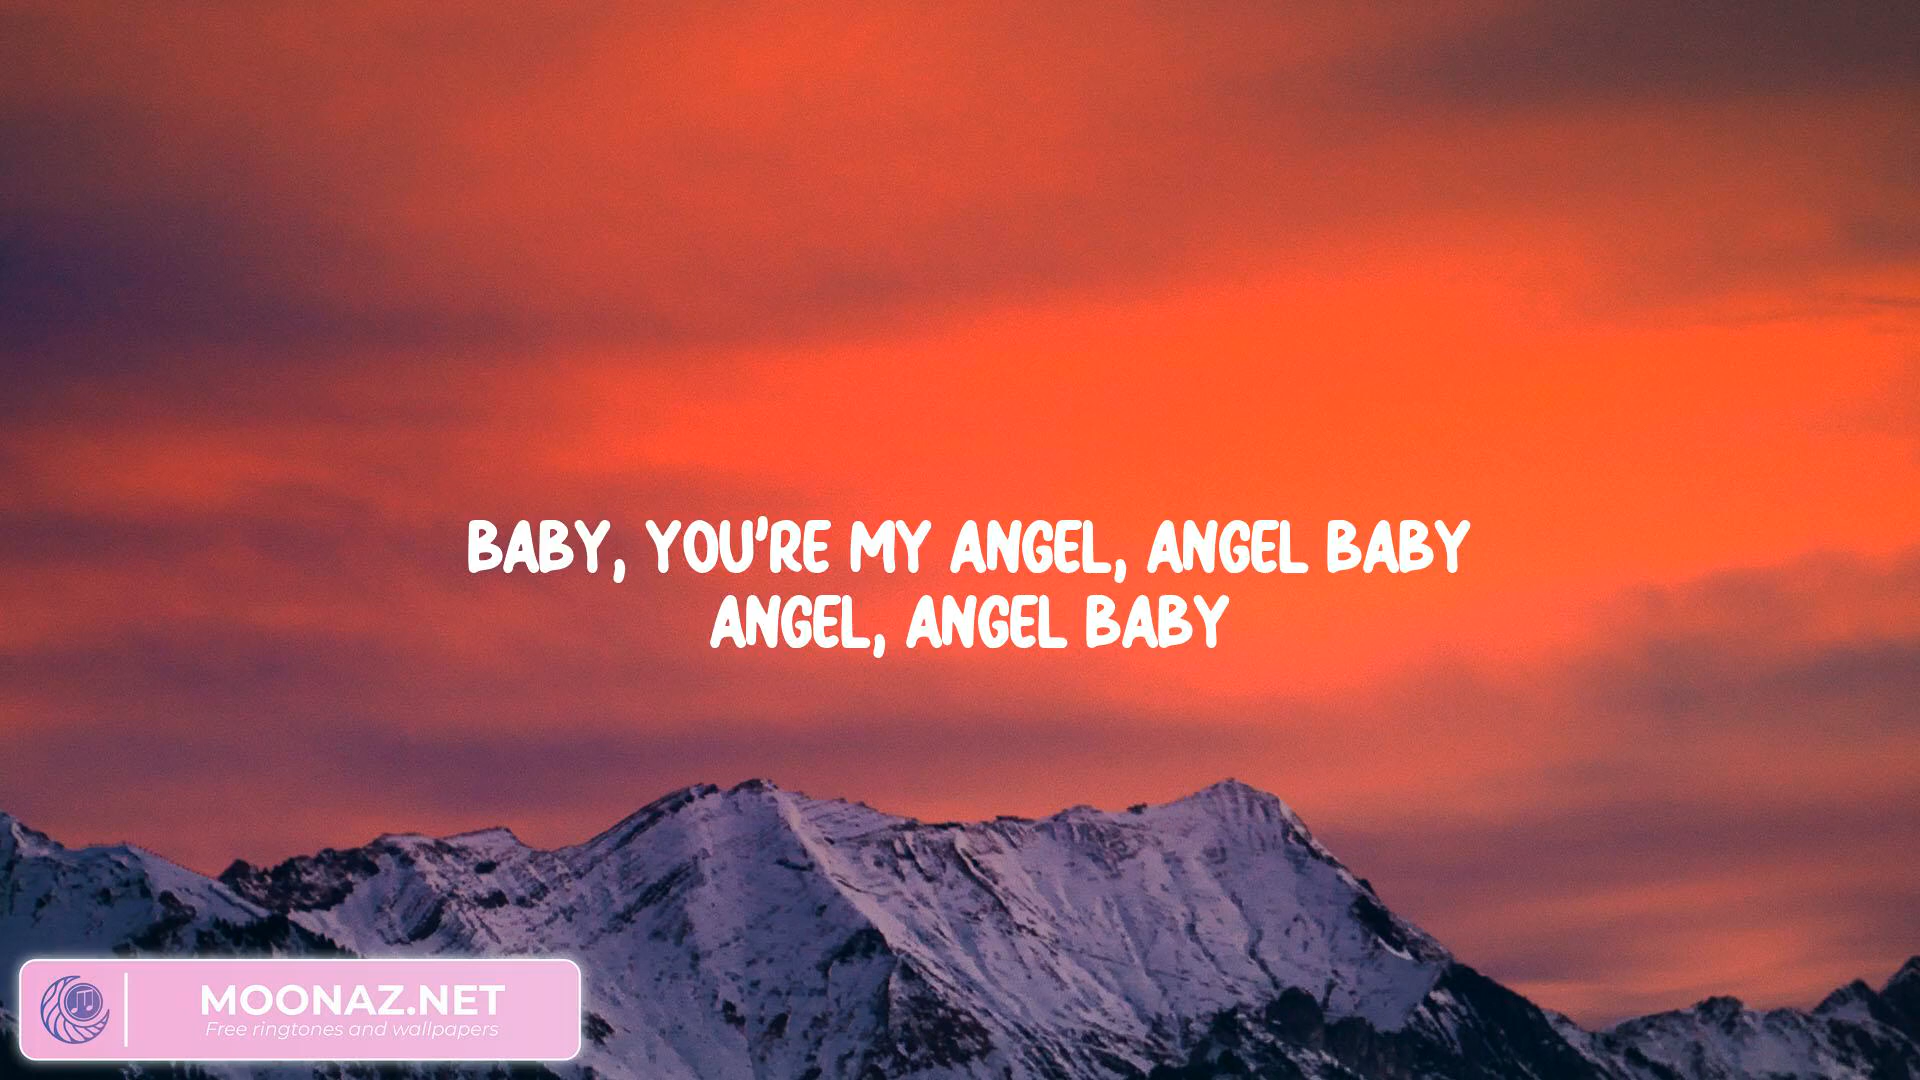 BABY, YOU'RE MY ANGEL, ANGEL BABY
ANGEL, ANGEL BABY
MOONAZ.NET
Free ringtones and wallpapers